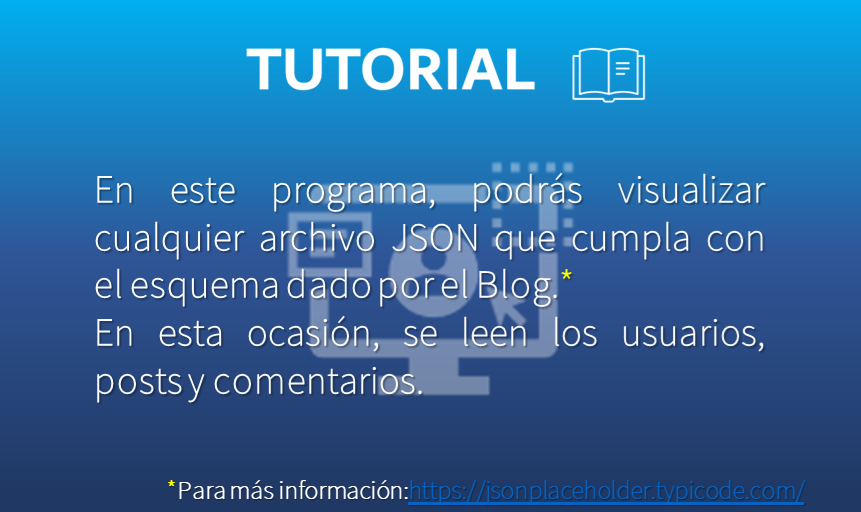 TUTORIAL
En este programa, podrás visualizar
cualquier archivo JSON que cumpla con
el esquema dado por el Blog.*
En esta ocasión, se leen los usuarios,
posts y comentarios.
*Para más información:https://jsonplaceholder.typicode.com/